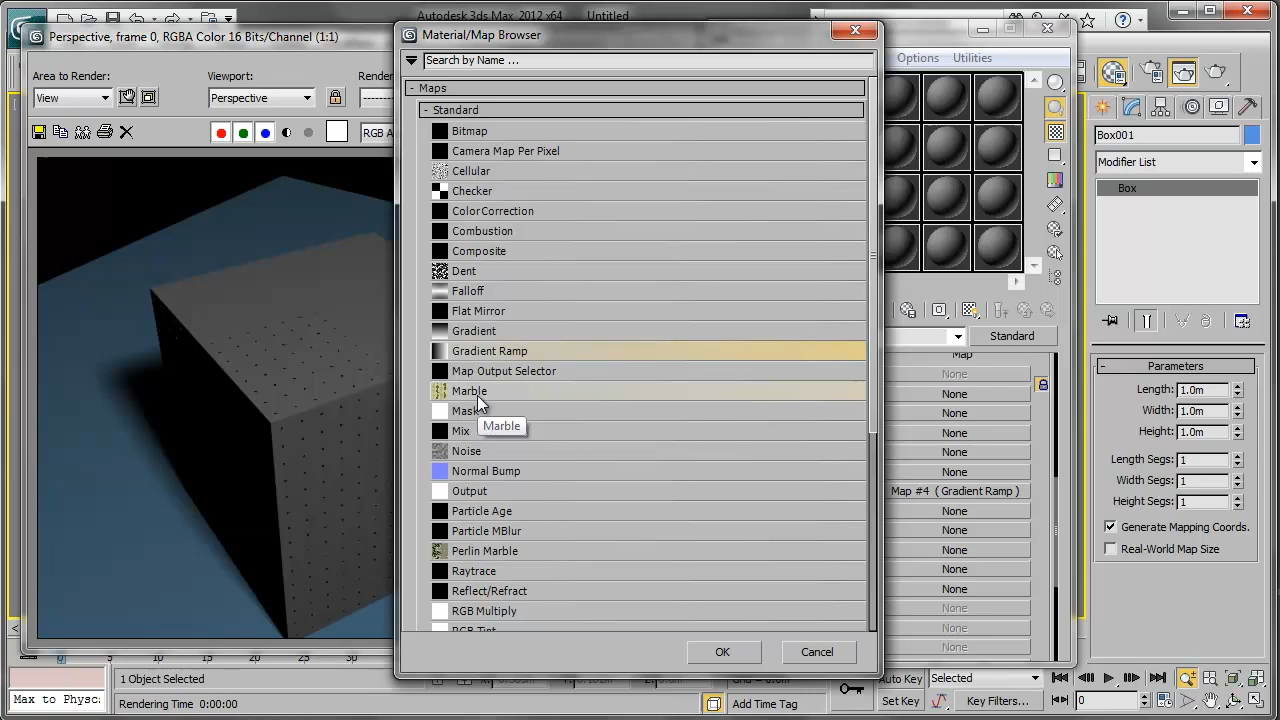 Autodesk 3ds Max 2012 x64 Untitled
Perspective, frame 0, RGBA Color 16 Bits/Channel (1:1)
Area to Render:
View
Viewport:
Perspective
Render
RGB A
Material/Map Browser
Search by Name ...
- Maps
- Standard
Bitmap
Camera Map Per Pixel
Cellular
Checker
Color Correction
Combustion
Composite
Dent
Falloff
Flat Mirror
Gradient
Gradient Ramp
Map Output Selector
Marble
Mask
Marble
Mix
Noise
Normal Bump
Output
Particle Age
Particle MBlur
Perlin Marble
Raytrace
Reflect/Refract
RGB Multiply
RGB Tint
OK
Cancel
Options
Utilities
Standard
Map
None
None
None
None
None
None
Map #4 ( Gradient Ramp )
None
None
None
None
None
None
None
None
Box001
Modifier List
Box
- Parameters
Length: 1.0m
Width: 1.0m
Height: 1.0m
Length Segs: 1
Width Segs: 1
Height Segs: 1
Generate Mapping Coords.
Real-World Map Size
5
10
15
20
25
30
1 Object Selected
Max to Physc
Rendering Time 0:00:00
Add Time Tag
Auto Key
Selected
Set Key
Key Filters...
0